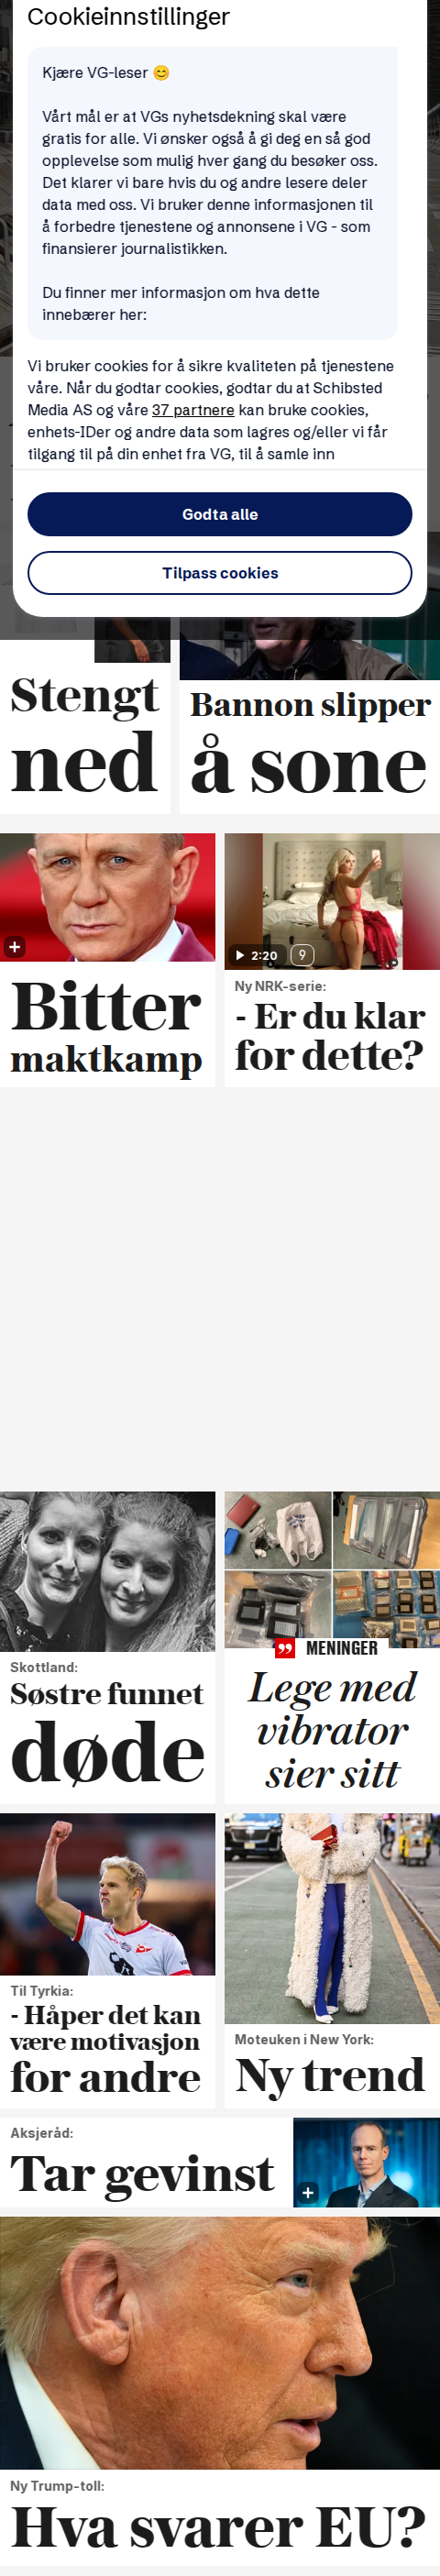 Cookieinnstillinger
Kjære VG-leser 😊
Vårt mål er at VGs nyhetsdekning skal være
gratis for alle. Vi ønsker også å gi deg en så god
opplevelse som mulig hver gang du besøker oss.
Det klarer vi bare hvis du og andre lesere deler
data med oss. Vi bruker denne informasjonen til
å forbedre tjenestene og annonsene i VG - som
finansierer journalistikken.
Du finner mer informasjon om hva dette
innebærer her:
Vi bruker cookies for å sikre kvaliteten på tjenestene
våre. Når du godtar cookies, godtar du at Schibsted
Media AS og våre 37 partnere kan bruke cookies,
enhets-IDer og andre data som lagres og/eller vi får
tilgang til på din enhet fra VG, til å samle inn
Godta alle
Tilpass cookies
Stengt
ned
Bannon slipper
å sone
Bitter
maktkamp
2:20
9
Ny NRK-serie:
- Er du klar
for dette?
Skottland:
Søstre funnet
døde
MENINGER
Lege med
vibrator
sier sitt
Til Tyrkia:
- Håper det kan
være motivasjon
for andre
Moteuken i New York:
Ny trend
Aksjeråd:
Tar gevinst
Ny Trump-toll:
Hva svarer EU?